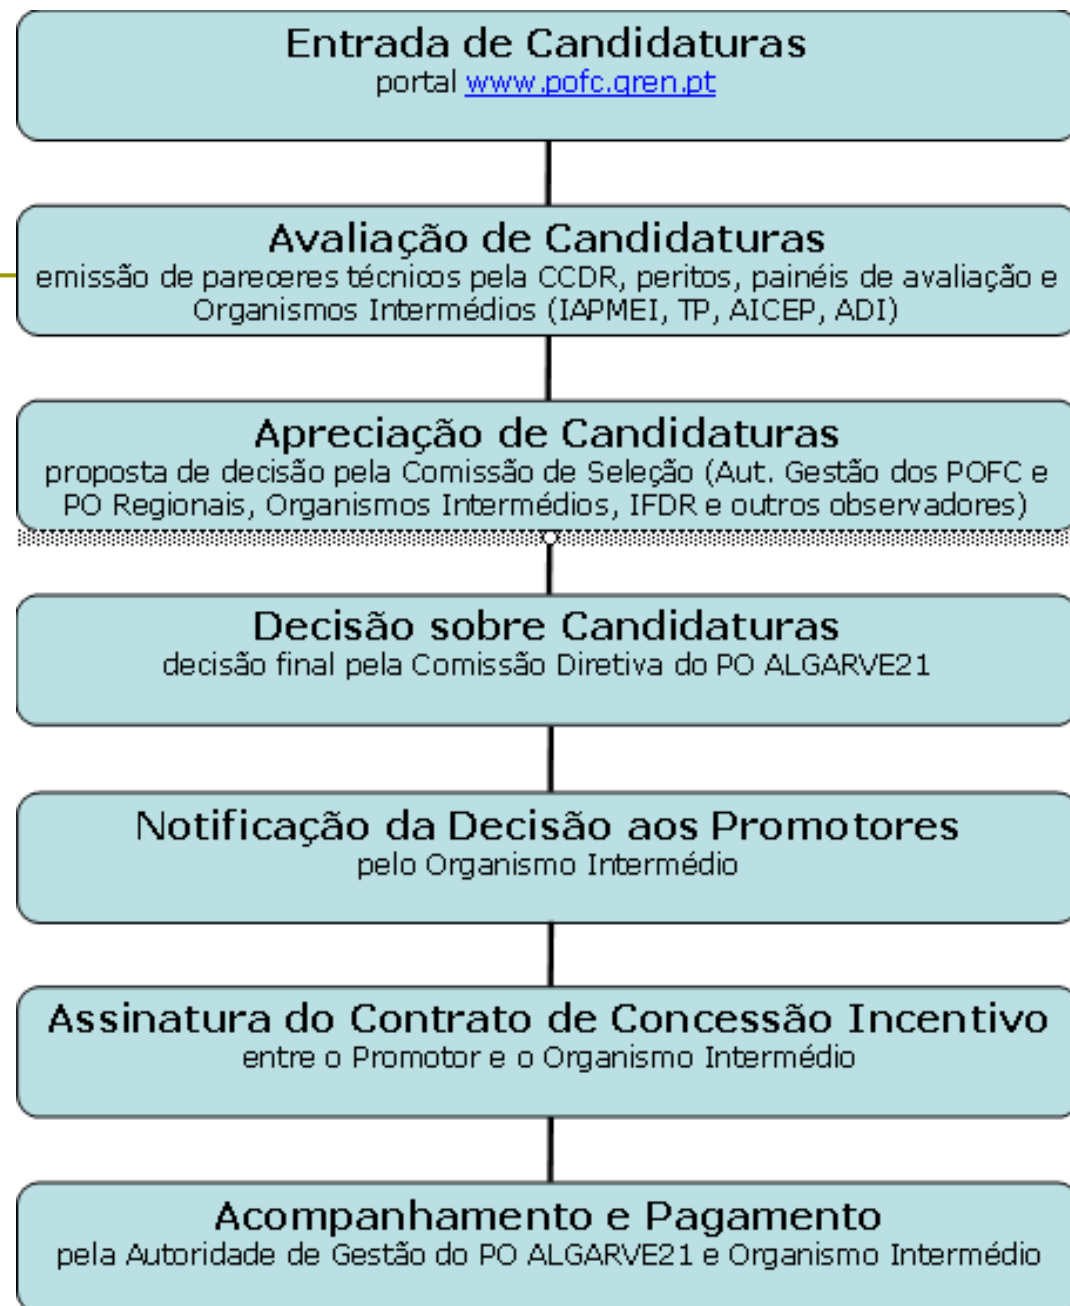 Entrada de Candidaturas
portal www.pofc.qren.pt
Avaliação de Candidaturas
emissão de pareceres técnicos pela CCDR, peritos, painéis de avaliação e
Organismos Intermédios (IAPMEI, TP, AICEP, ADI)
Apreciação de Candidaturas
proposta de decisão pela Comissão de Seleção (Aut. Gestão dos POFC e
PO Regionais, Organismos Intermédios, IFDR e outros observadores)
Decisão sobre Candidaturas
decisão final pela Comissão Diretiva do PO ALGARVE21
Notificação da Decisão aos Promotores
pelo Organismo Intermédio
Assinatura do Contrato de Concessão Incentivo
entre o Promotor e o Organismo Intermédio
Acompanhamento e Pagamento
pela Autoridade de Gestão do PO ALGARVE21 e Organismo Intermédio